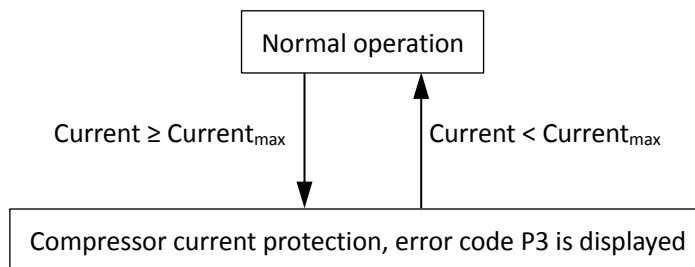 Normal operation
Current ≥ Currentmax
Current < Currentmax
Compressor current protection, error code P3 is displayed